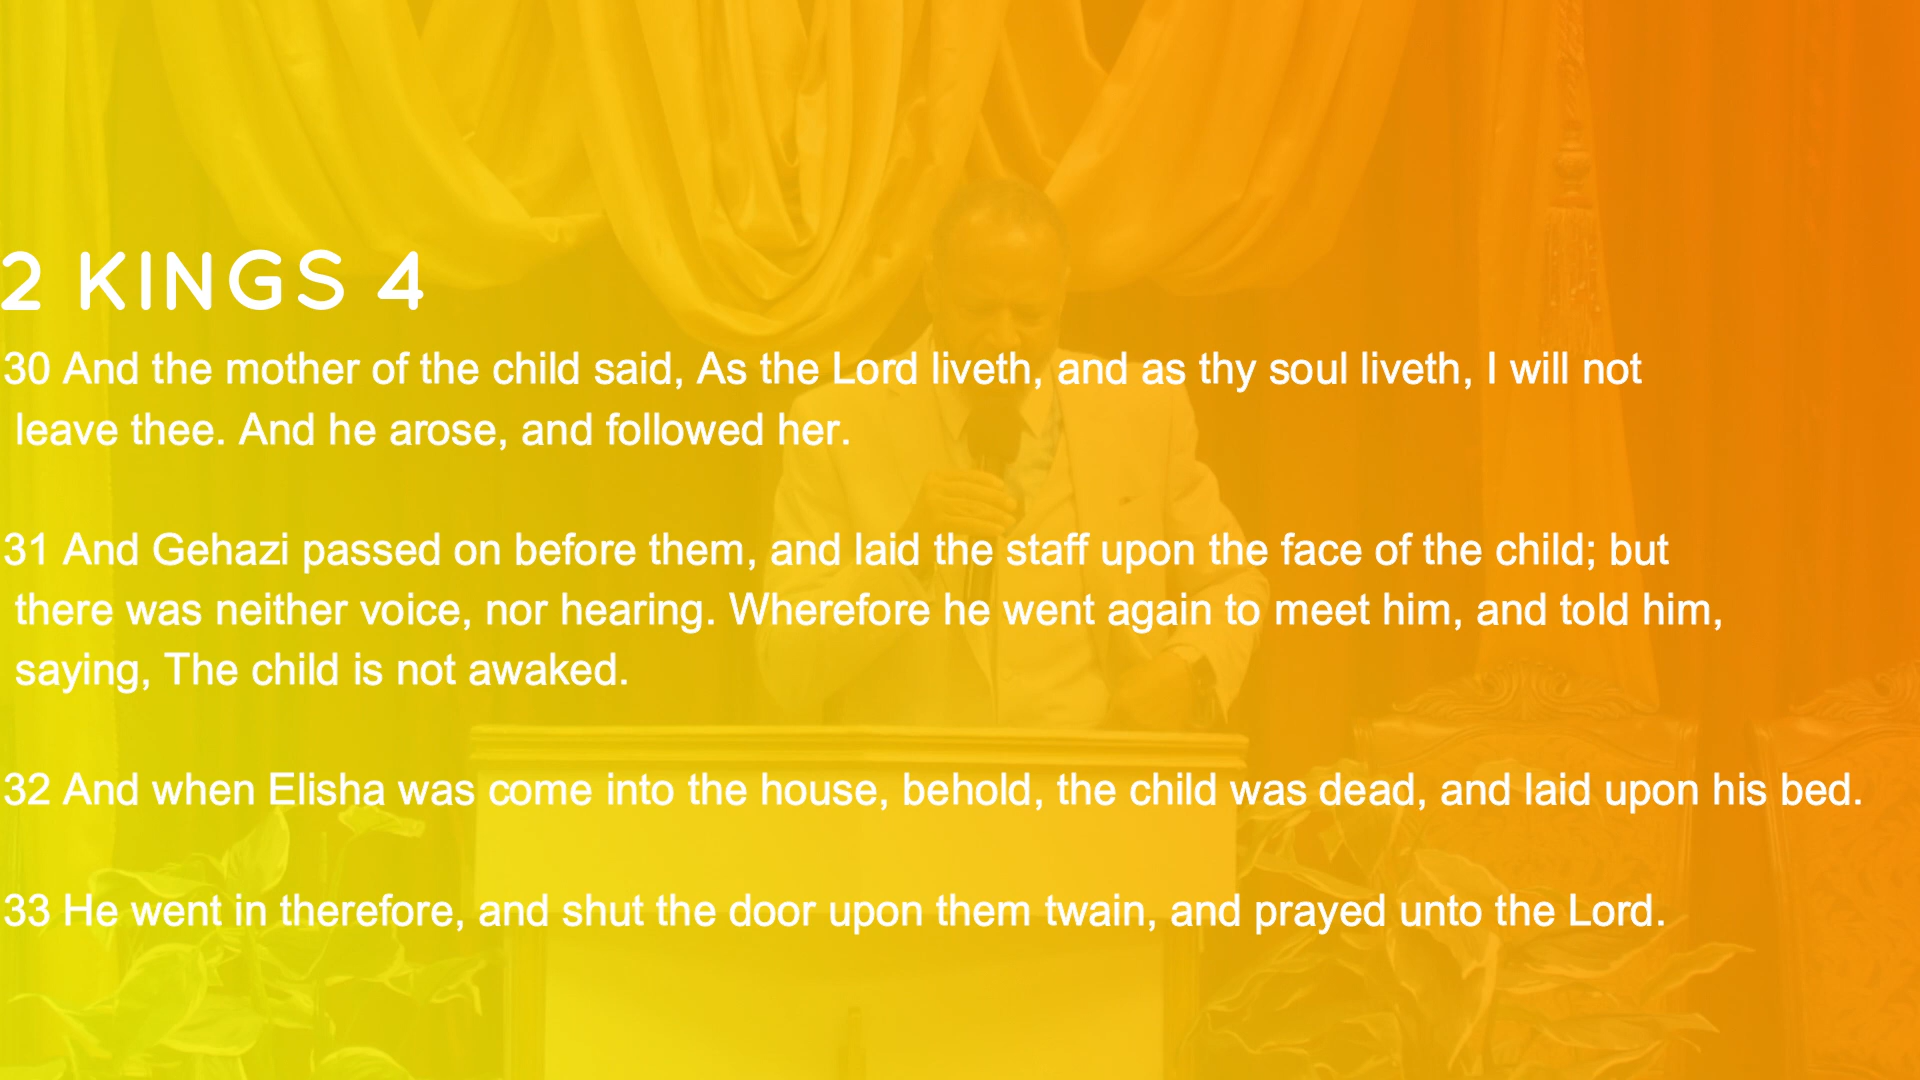 2 KINGS 4
30 And the mother of the child said, As the Lord liveth, and as thy soul liveth, I will not
leave thee. And he arose, and followed her.
31 And Gehazi passed on before them, and laid the staff upon the face of the child; but
there was neither voice, nor hearing. Wherefore he went again to meet him, and told him,
saying, The child is not awaked.
32 And when Elisha was come into the house, behold, the child was dead, and laid upon his bed.
33 He went in therefore, and shut the door upon them twain, and prayed unto the Lord.